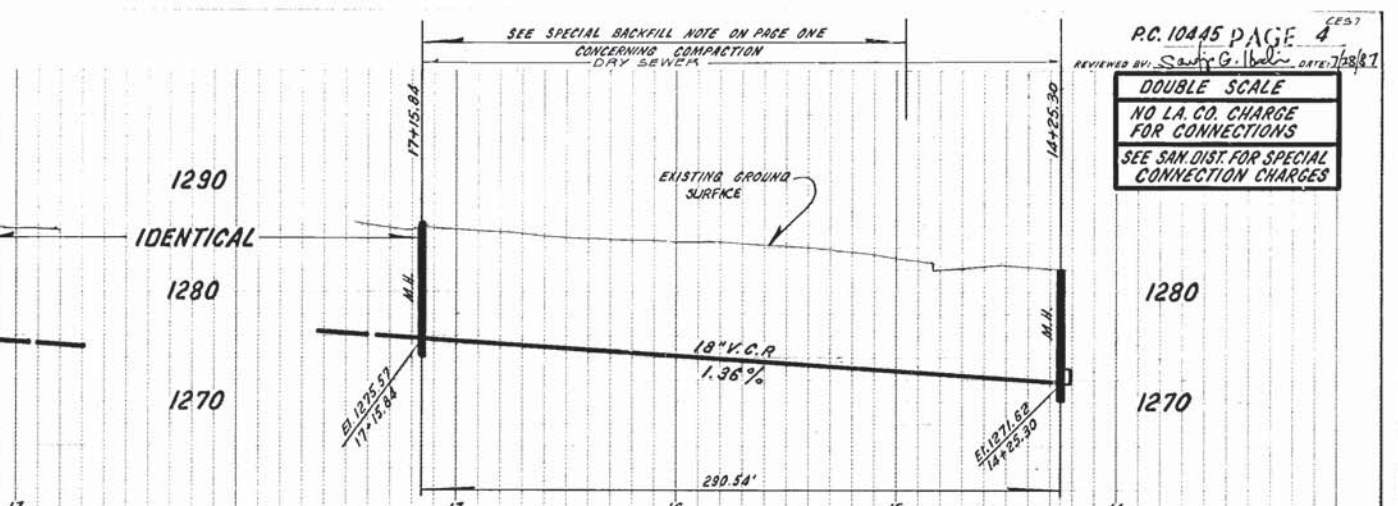 CES7
P.C. 10445 PAGE 4
REVIEWED BY: DATE: 7/28/87
SEE SPECIAL BACKFILL NOTE ON PAGE ONE
CONCERNING COMPACTION
DRY SEWER
DOUBLE SCALE
NO L.A. CO. CHARGE
FOR CONNECTIONS
SEE SAN. DIST. FOR SPECIAL
CONNECTION CHARGES
17+15.84
14+25.30
1290
EXISTING GROUND
SURFACE
IDENTICAL
1280
M.H.
M.H.
1280
18" V.C.P.
1.36%
1270
El. 1275.57
17+15.84
El. 1271.62
14+25.30
1270
290.54'
17
16
15